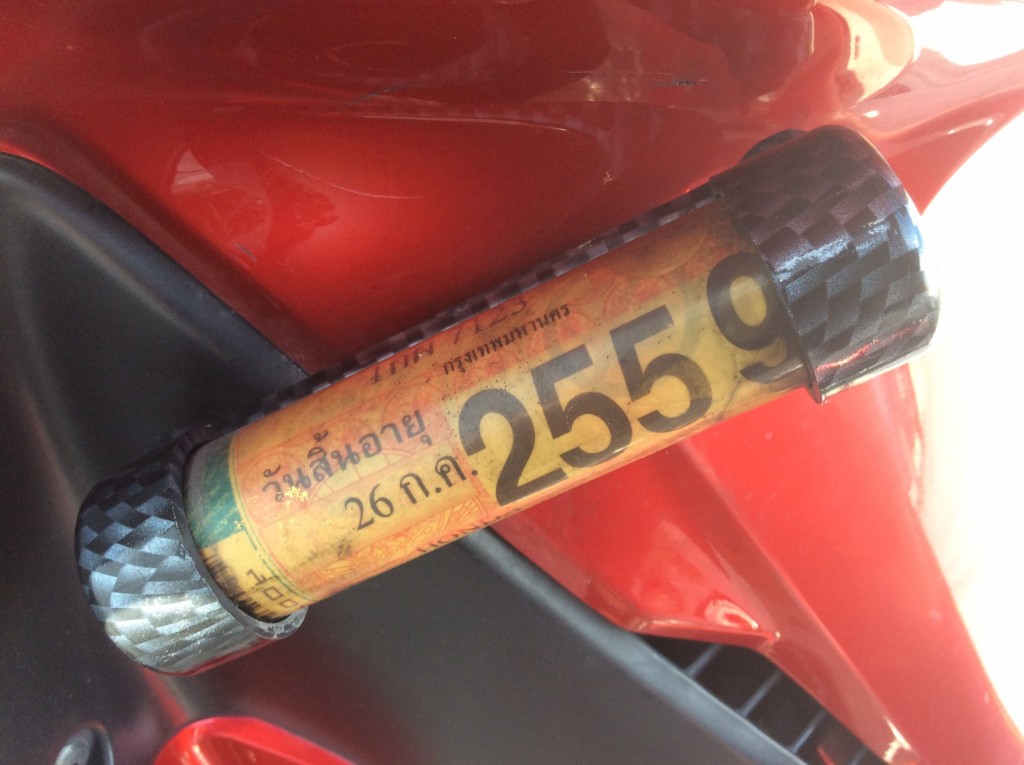 กรุงเทพมหานคร
วันสิ้นอายุ
26 ก.ค. 2559